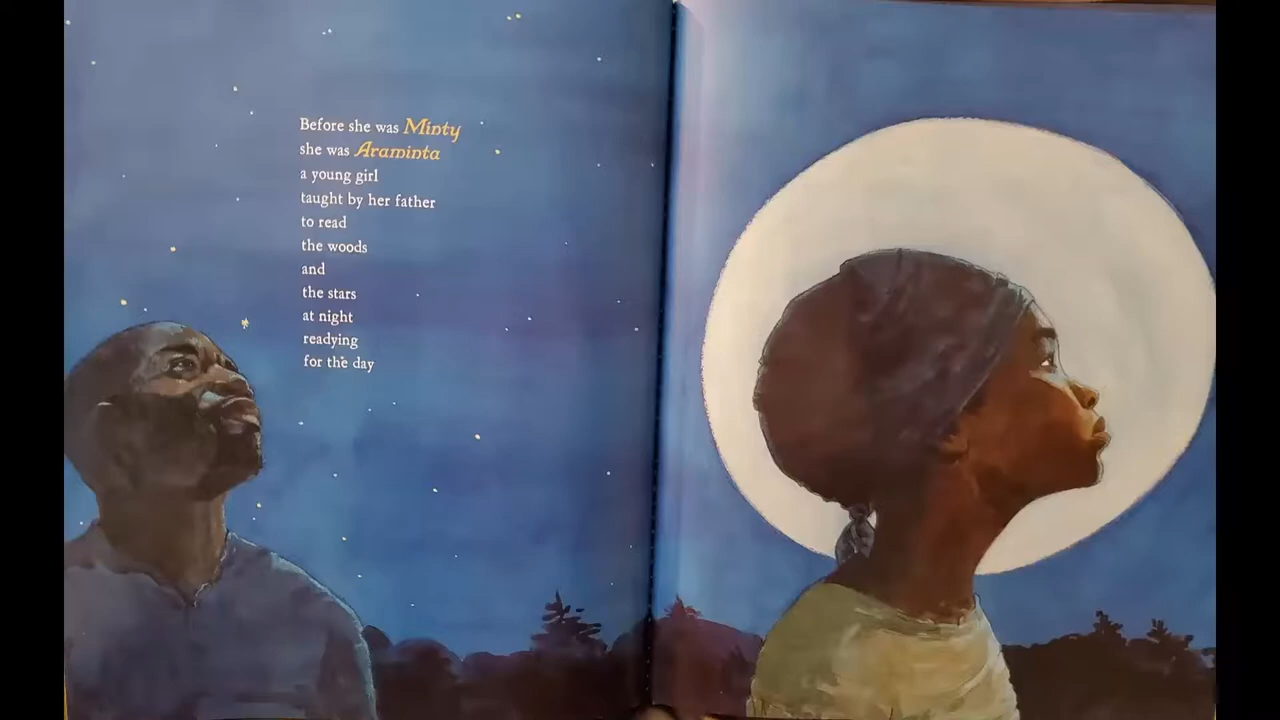 Before she was Minty
she was Araminta
a young girl
taught by her father
to read
the woods
and
the stars
at night
readying
for the day